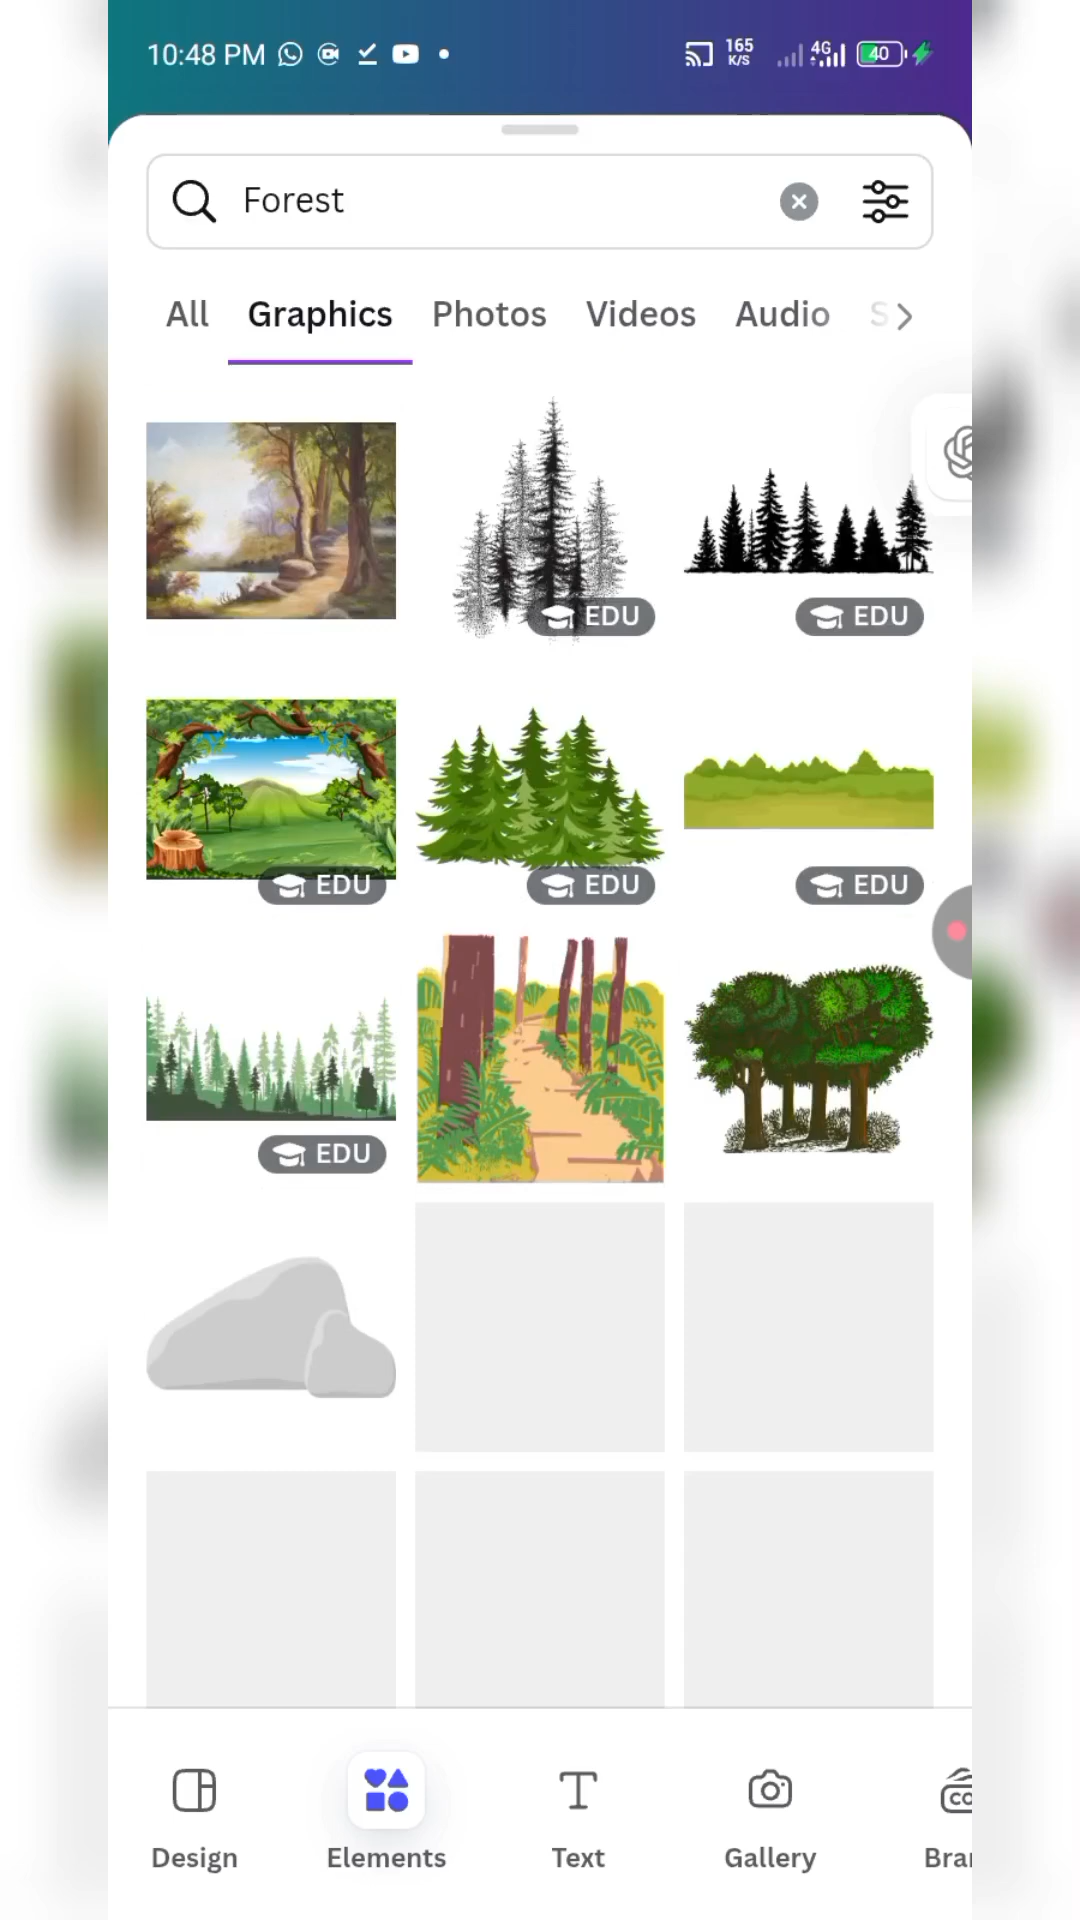 10:48 PM 165 K/S 4G 40
Forest
All Graphics Photos Videos Audio S
EDU EDU
EDU EDU EDU
EDU
Design Elements Text Gallery Bran